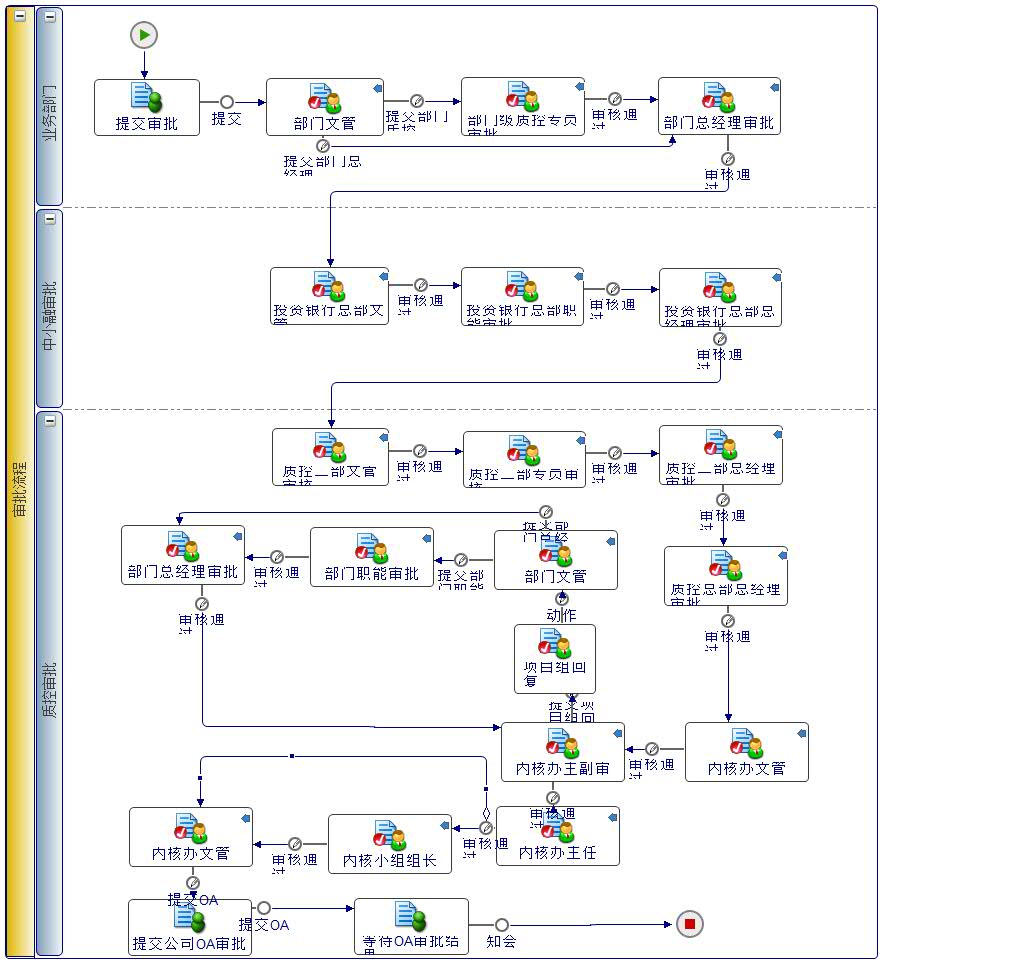 审批流程
业务部门
提交审批
提交
部门文管
提交部门
质控
部门级质控专员
审批
审核通
过
部门总经理审批
提交部门总
经理
审核通
过
中小融审批
投资银行总部文
管
审核通
过
投资银行总部职
能审批
审核通
过
投资银行总部总
经理审批
审核通
过
质控审批
质控二部文管
审核
审核通
过
质控二部专员审
核
审核通
过
质控二部总经理
审批
审核通
过
部门总经理审批
审核通
过
部门职能审批
提交部
门职能
提交部
门总经
部门文管
质控总部总经理
审批
审核通
过
动作
审核通
过
项目组回
复
提交项
目组回
内核办主副审
审核通
过
内核办文管
审核通
过
内核办文管
审核通
过
内核小组组长
审核通
过
内核办主任
提交OA
提交公司OA审批
提交OA
等待OA审批结
果
知会